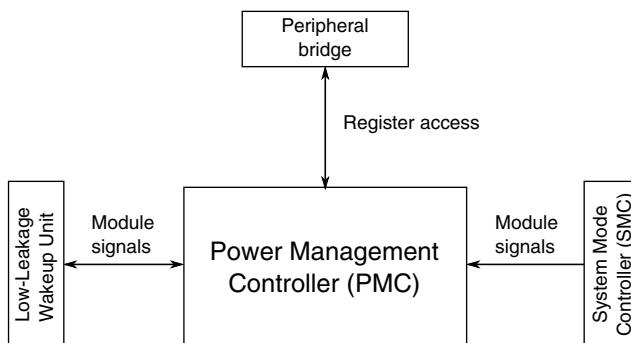 Peripheral
bridge
Register access
Low-Leakage
Wakeup Unit
Module
signals
Power Management
Controller (PMC)
Module
signals
System Mode
Controller (SMC)